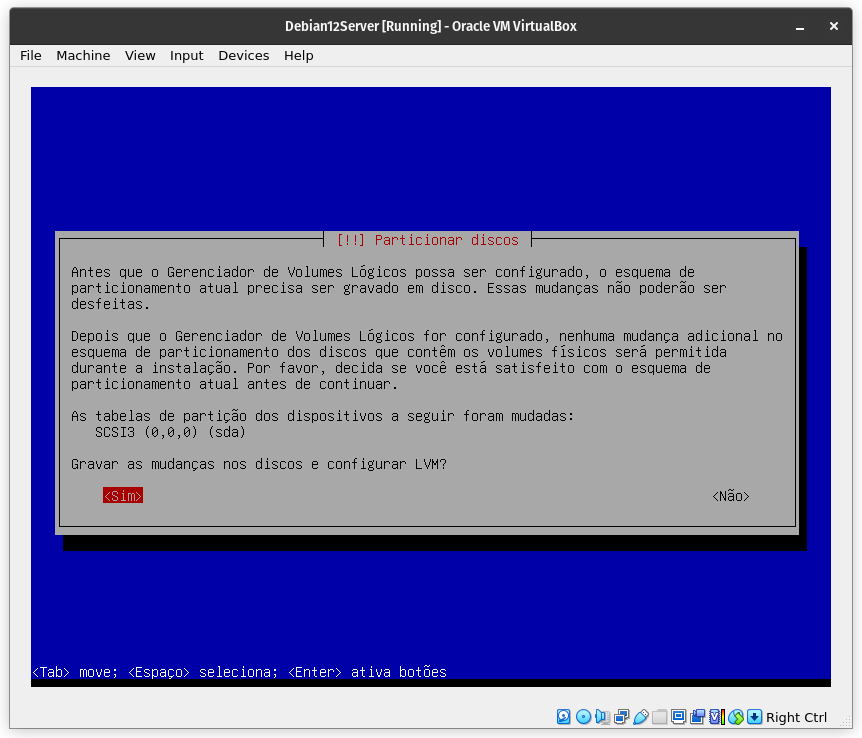 Debian12Server [Running] - Oracle VM VirtualBox
File Machine View Input Devices Help
[!!] Particionar discos
Antes que o Gerenciador de Volumes Lógicos possa ser configurado, o esquema de
particionamento atual precisa ser gravado em disco. Essas mudanças não poderão ser
desfeitas.
Depois que o Gerenciador de Volumes Lógicos for configurado, nenhuma mudança adicional no
esquema de particionamento dos discos que contêm os volumes físicos será permitida
durante a instalação. Por favor, decida se você está satisfeito com o esquema de
particionamento atual antes de continuar.
As tabelas de partição dos dispositivos a seguir foram mudadas:
SCSI3 (0,0,0) (sda)
Gravar as mudanças nos discos e configurar LVM?
<Sim> <Não>
<Tab> move; <Espaço> seleciona; <Enter> ativa botões
Right Ctrl